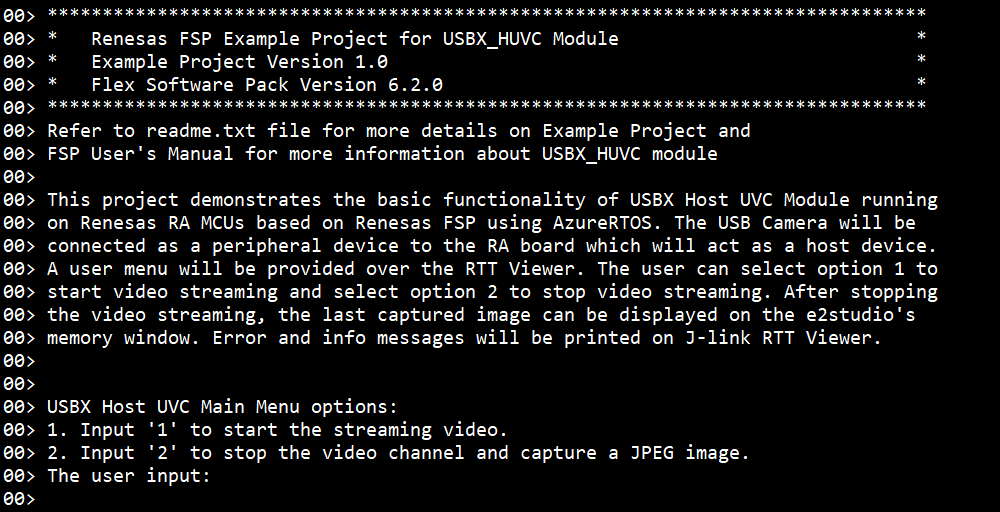 00> ********************************************************************************
00> *   Renesas FSP Example Project for USBX_HUVC Module                           *
00> *   Example Project Version 1.0                                                *
00> *   Flex Software Pack Version 6.2.0                                           *
00> ********************************************************************************
00> Refer to readme.txt file for more details on Example Project and
00> FSP User's Manual for more information about USBX_HUVC module
00>
00> This project demonstrates the basic functionality of USBX Host UVC Module running
00> on Renesas RA MCUs based on Renesas FSP using AzureRTOS. The USB Camera will be
00> connected as a peripheral device to the RA board which will act as a host device.
00> A user menu will be provided over the RTT Viewer. The user can select option 1 to
00> start video streaming and select option 2 to stop video streaming. After stopping
00> the video streaming, the last captured image can be displayed on the e2studio's
00> memory window. Error and info messages will be printed on J-link RTT Viewer.
00>
00>
00> USBX Host UVC Main Menu options:
00> 1. Input '1' to start the streaming video.
00> 2. Input '2' to stop the video channel and capture a JPEG image.
00> The user input:
00>